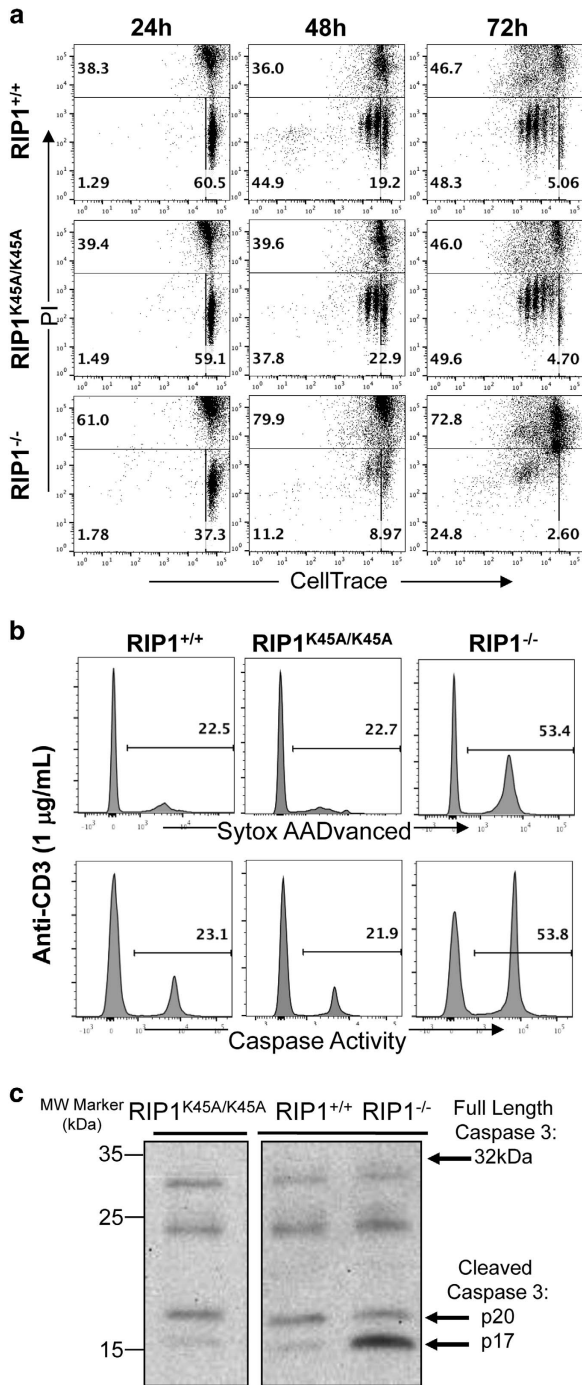 a
24h 48h 72h
RIP1+/+
38.3 36.0 46.7
1.29 60.5 44.9 19.2 48.3 5.06
RIP1K45A/K45A
39.4 39.6 46.0
1.49 59.1 37.8 22.9 49.6 4.70
RIP1-/-
61.0 79.9 72.8
1.78 37.3 11.2 8.97 24.8 2.60
PI
CellTrace
b
RIP1+/+ RIP1K45A/K45A RIP1-/-
22.5 22.7 53.4
Sytox AADvanced
Anti-CD3 (1 µg/mL)
23.1 21.9 53.8
Caspase Activity
c
MW Marker (kDa)
RIP1K45A/K45A RIP1+/+ RIP1-/-
Full Length
Caspase 3:
35
32kDa
25
Cleaved
Caspase 3:
p20
p17
15